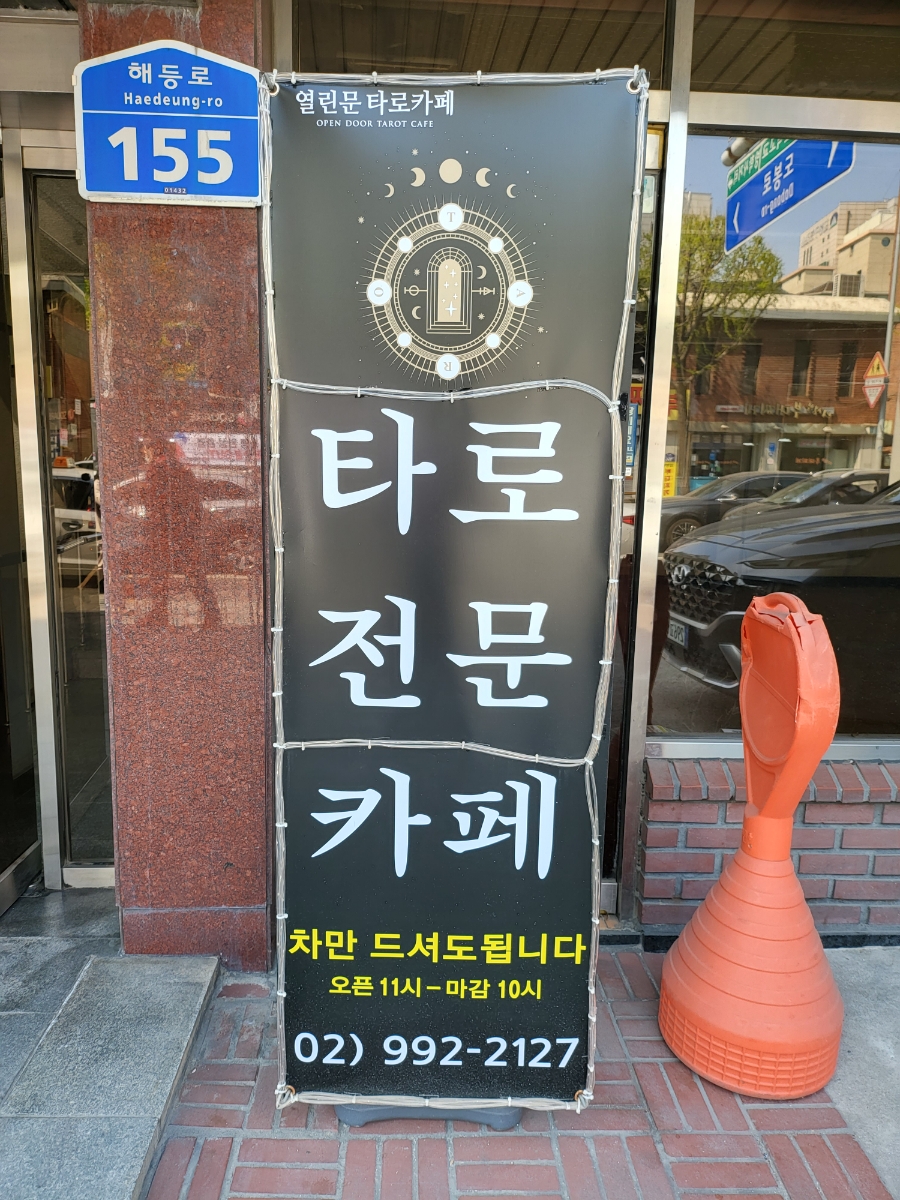 해등로
Haedeung-ro
155
01432
열린문 타로카페
OPEN DOOR TAROT CAFE
T
A
R
O
타로
전문
카페
차만 드셔도됩니다
오픈 11시 - 마감 10시
02) 992-2127
도봉로
Dobong-ro